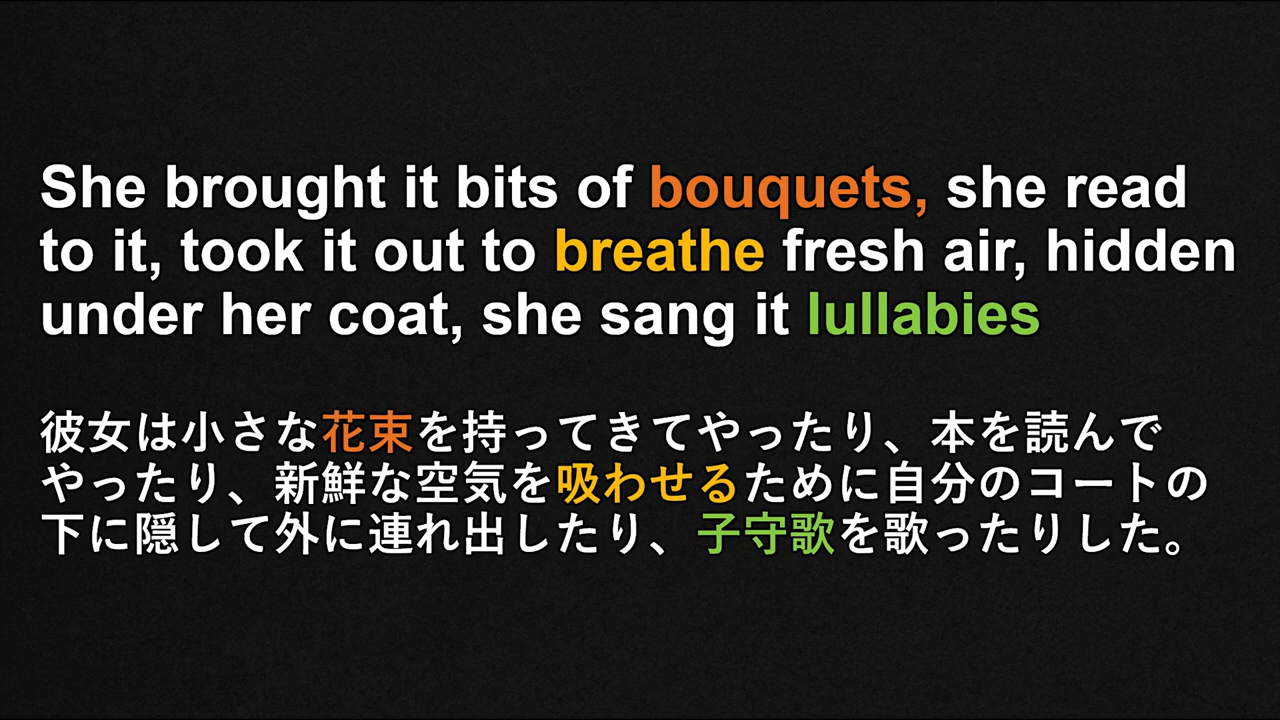 She brought it bits of bouquets, she read
to it, took it out to breathe fresh air, hidden
under her coat, she sang it lullabies
彼女は小さな花束を持ってきてやったり、本を読んで
やったり、新鮮な空気を吸わせるために自分のコートの
下に隠して外に連れ出したり、子守歌を歌ったりした。